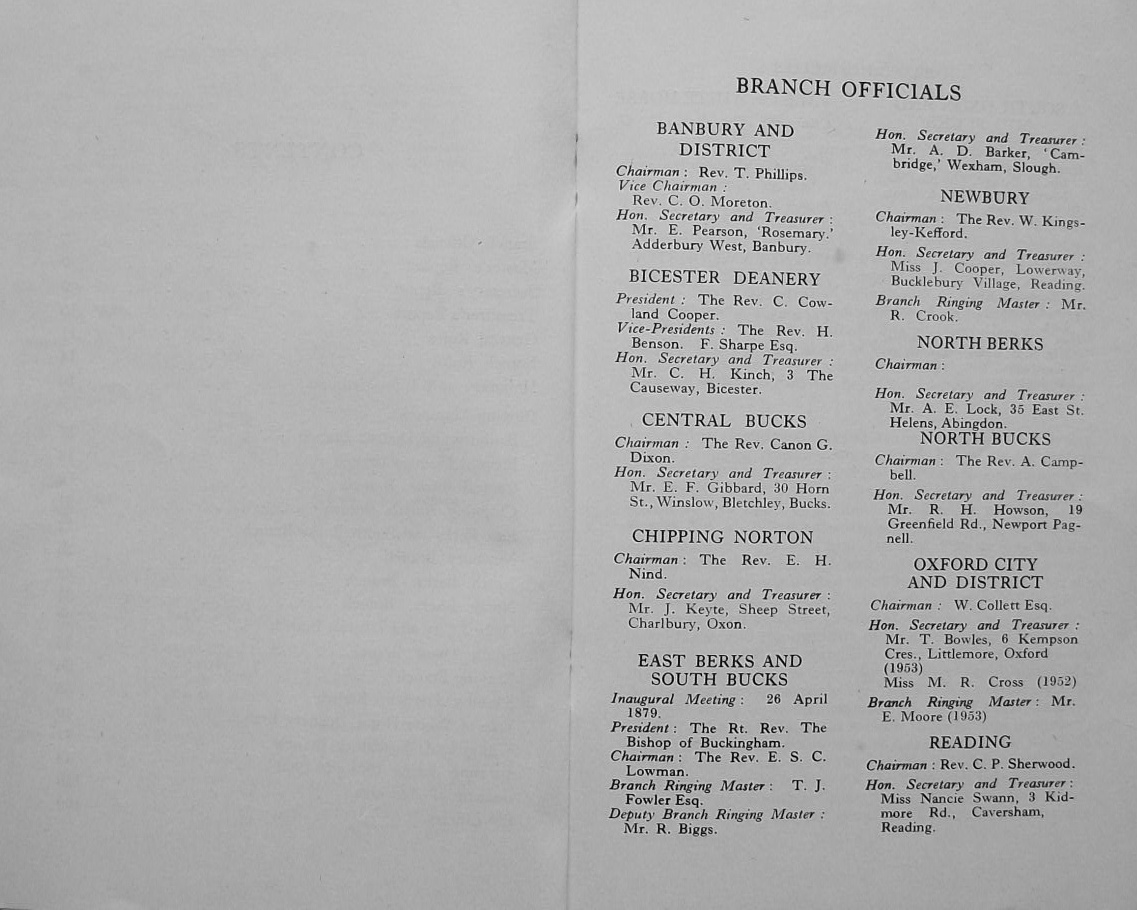 BRANCH OFFICIALS
BANBURY AND
DISTRICT
Chairman : Rev. T. Phillips.
Vice Chairman :
Rev. C. O. Moreton.
Hon. Secretary and Treasurer :
Mr. E. Pearson, ‘Rosemary.’
Adderbury West, Banbury.
BICESTER DEANERY
President : The Rev. C. Cow-
land Cooper.
Vice-Presidents : The Rev. H.
Benson. F. Sharpe Esq.
Hon. Secretary and Treasurer :
Mr. C. H. Kinch, 3 The
Causeway, Bicester.
CENTRAL BUCKS
Chairman : The Rev. Canon G.
Dixon.
Hon. Secretary and Treasurer :
Mr. E. F. Gibbard, 30 Horn
St., Winslow, Bletchley, Bucks.
CHIPPING NORTON
Chairman : The Rev. E. H.
Nind.
Hon. Secretary and Treasurer :
Mr. J. Keyte, Sheep Street,
Charlbury, Oxon.
EAST BERKS AND
SOUTH BUCKS
Inaugural Meeting : 26 April
1879.
President : The Rt. Rev. The
Bishop of Buckingham.
Chairman : The Rev. E. S. C.
Lowman.
Branch Ringing Master : T. J.
Fowler Esq.
Deputy Branch Ringing Master :
Mr. R. Biggs.
Hon. Secretary and Treasurer :
Mr. A. D. Barker, ‘Cam-
bridge,’ Wexham, Slough.
NEWBURY
Chairman : The Rev. W. Kings-
ley-Kefford.
Hon. Secretary and Treasurer :
Miss J. Cooper, Lowerway,
Bucklebury Village, Reading.
Branch Ringing Master : Mr.
R. Crook.
NORTH BERKS
Chairman :
Hon. Secretary and Treasurer :
Mr. A. E. Lock, 35 East St.
Helens, Abingdon.
NORTH BUCKS
Chairman : The Rev. A. Camp-
bell.
Hon. Secretary and Treasurer :
Mr. R. H. Howson, 19
Greenfield Rd., Newport Pag-
nell.
OXFORD CITY
AND DISTRICT
Chairman : W. Collett Esq.
Hon. Secretary and Treasurer :
Mr. T. Bowles, 6 Kempson
Cres., Littlemore, Oxford
(1953)
Miss M. R. Cross (1952)
Branch Ringing Master : Mr.
E. Moore (1953)
READING
Chairman : Rev. C. P. Sherwood.
Hon. Secretary and Treasurer :
Miss Nancie Swann, 3 Kid-
more Rd., Caversham,
Reading.